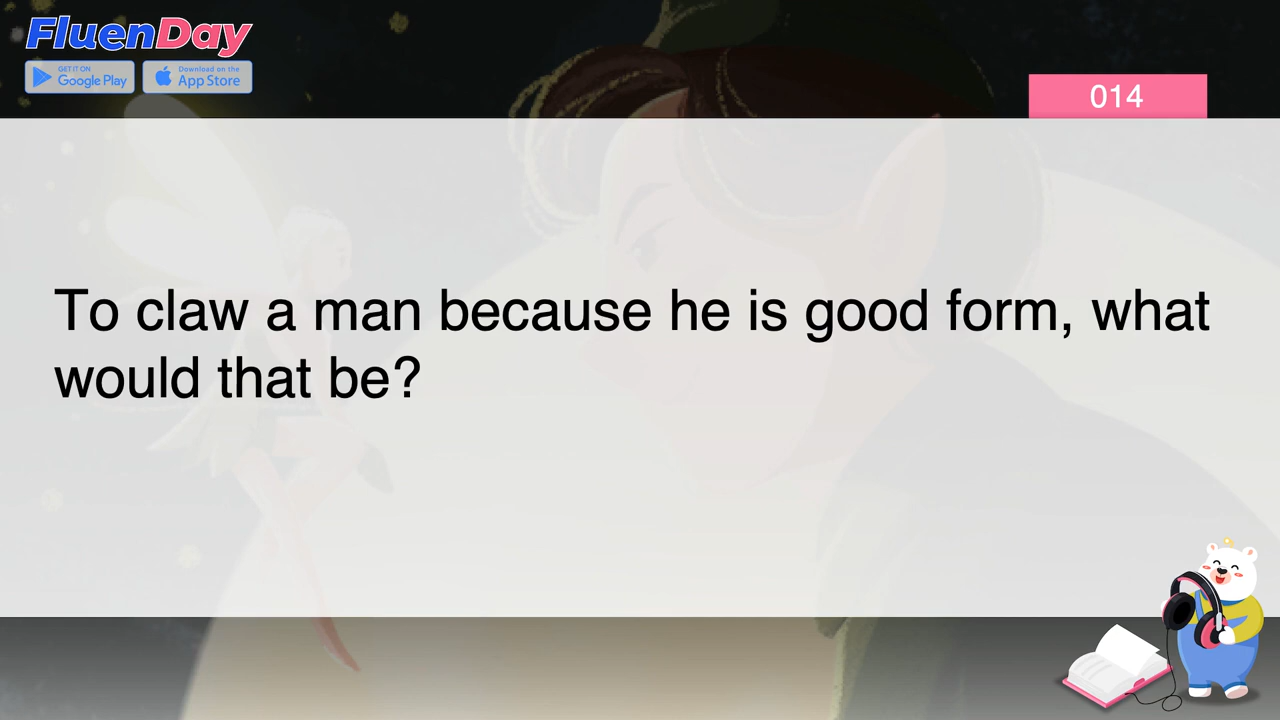 FluenDay
GET IT ON
Google Play
Download on the
App Store
014
To claw a man because he is good form, what
would that be?